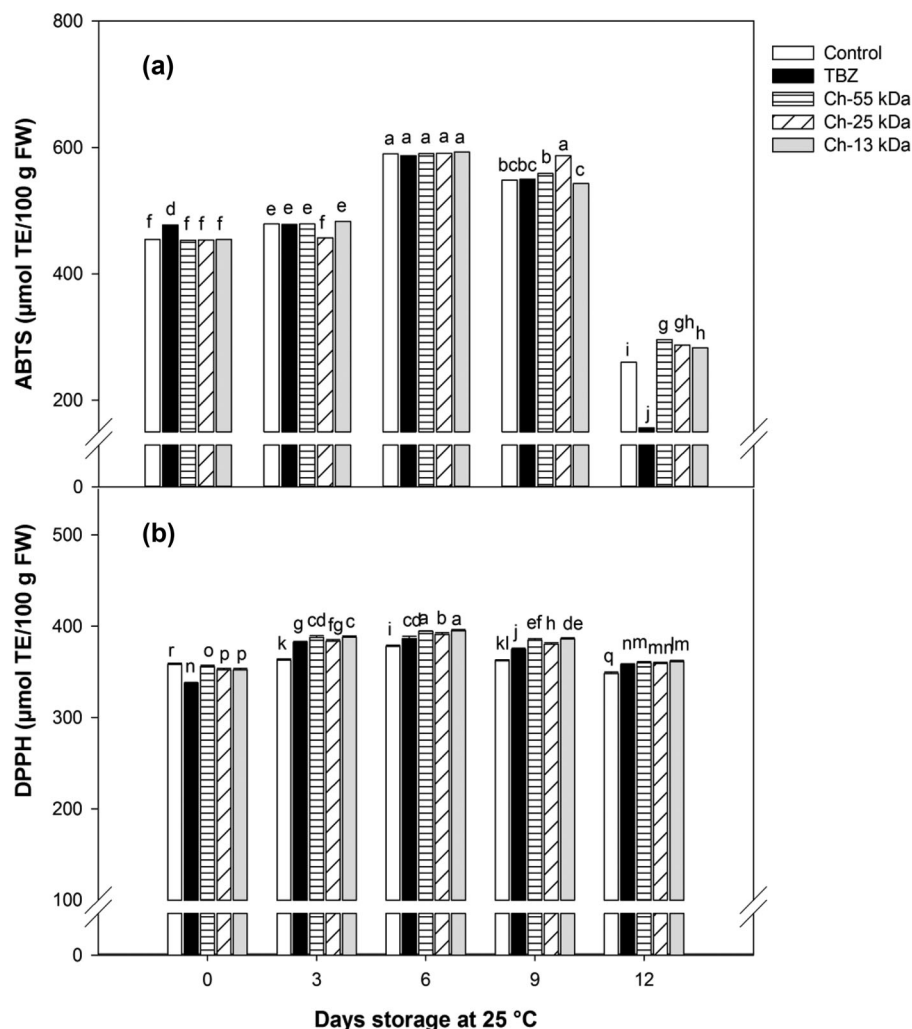 800
(a)
Control
TBZ
Ch-55 kDa
Ch-25 kDa
Ch-13 kDa
ABTS (µmol TE/100 g FW)
600
400
200
0
f d f f f
e e e f e
a a a a a
bc bc b a c
i j g gh h
(b)
DPPH (µmol TE/100 g FW)
500
400
300
200
100
0
r n o p p
k g cd fg c
i cd a b a
kl j ef h de
q n m mn lm
0 3 6 9 12
Days storage at 25 °C